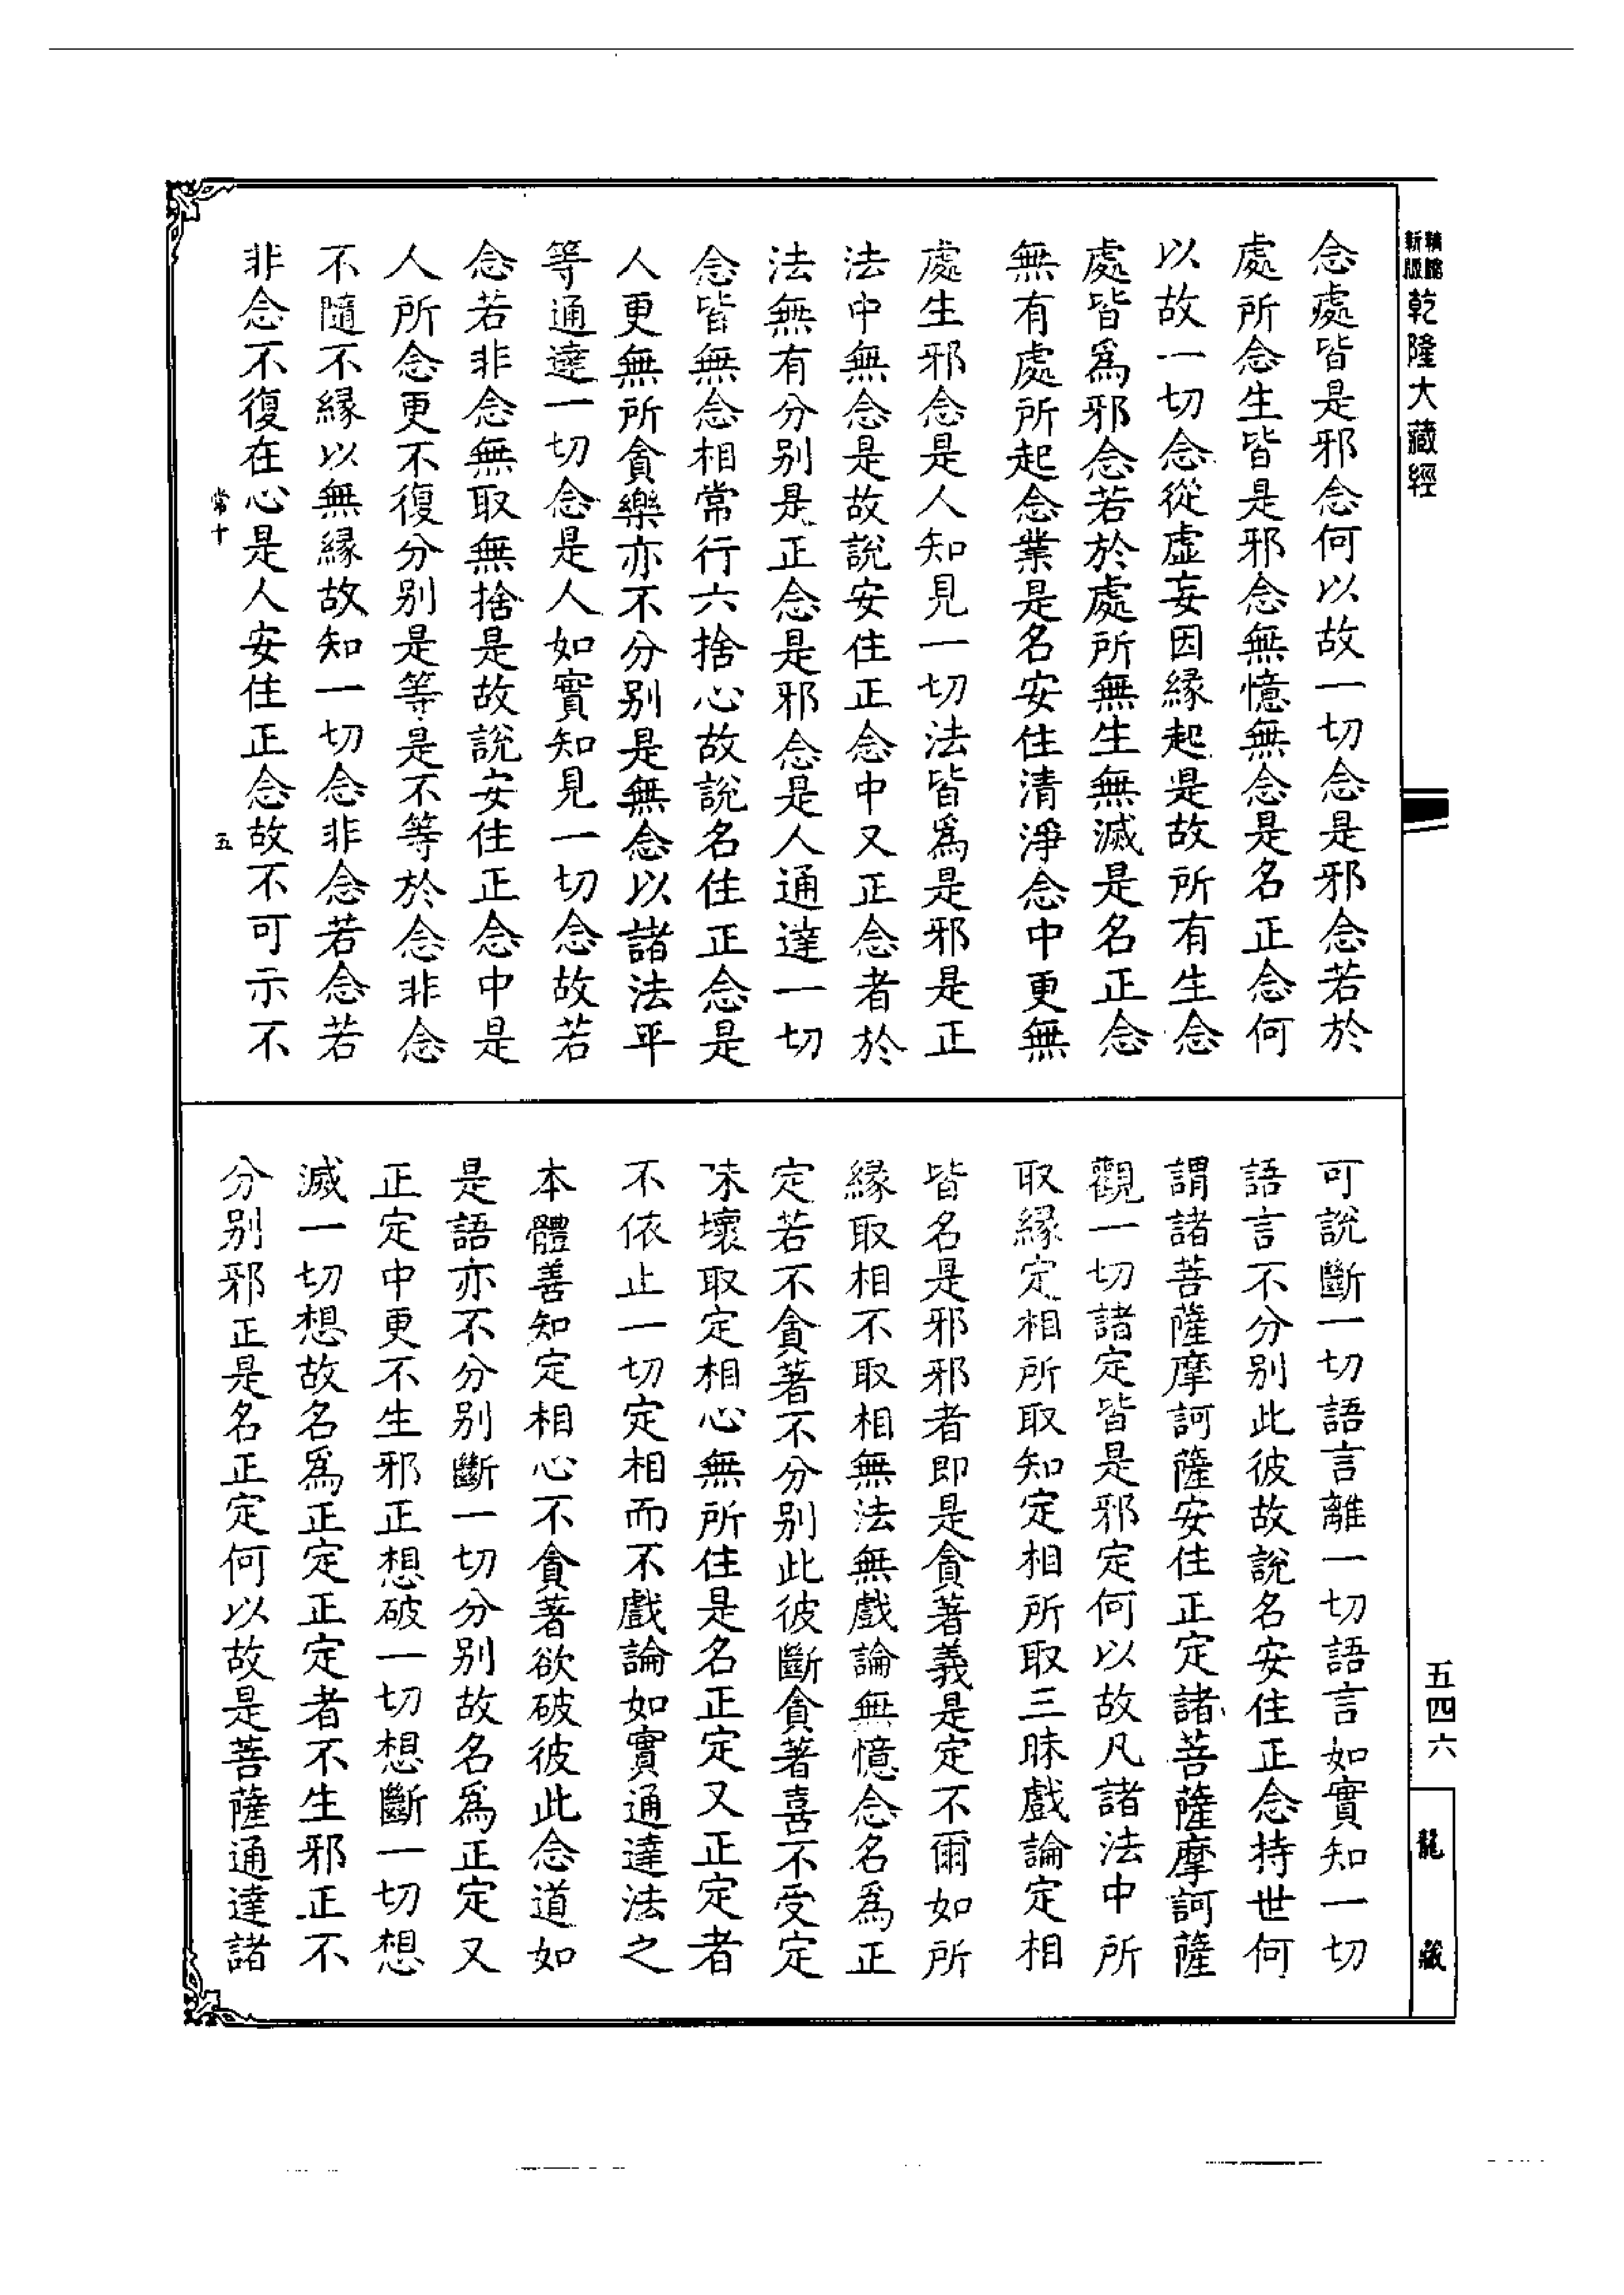 新版
精縮
乾隆大藏經
念處皆是邪念何以故一切念是邪念若於
處所念生皆是邪念無憶無念是名正念何
以故一切念從虛妄因緣起是故所有生念
處皆爲邪念若於處所無生無滅是名正念
無有處所起念業是名安住清淨念中更無
處生邪念是人知見一切法皆爲是邪是正
法中無念是故說安住正念中又正念者於
法無有分别是正念是邪念是人通達一切
念皆無念相常行六捨心故說名住正念是
人更無所貪樂亦不分别是無念以諸法平
等通達一切念是人如實知見一切念故若
念若非念無取無捨是故說安住正念中是
人所念更不復分别是等是不等於念非念
不隨不緣以無緣故知一切念非念若念若
非念不復在心是人安住正念故不可示不
常十
五
可說斷一切語言離一切語言如實知一切
語言不分别此彼故說名安住正念持世何
謂諸菩薩摩訶薩安住正定諸菩薩摩訶薩
觀一切諸定皆是邪定何以故凡諸法中所
取緣定相所取知定相所取三昧戲論定相
皆名是邪邪者即是貪著義是定不爾如所
緣取相不取相無法無戲論無憶念名爲正
定若不貪著不分别此彼斷貪著喜不受定
味壞取定相心無所住是名正定又正定者
不依止一切定相而不戲論如實通達法之
本體善知定相心不貪著欲破彼此念道如
是語亦不分别斷一切分别故名爲正定又
正定中更不生邪正想破一切想斷一切想
滅一切想故名爲正定正定者不生邪正不
分别邪正是名正定何以故是菩薩通達諸
五四六
龍藏